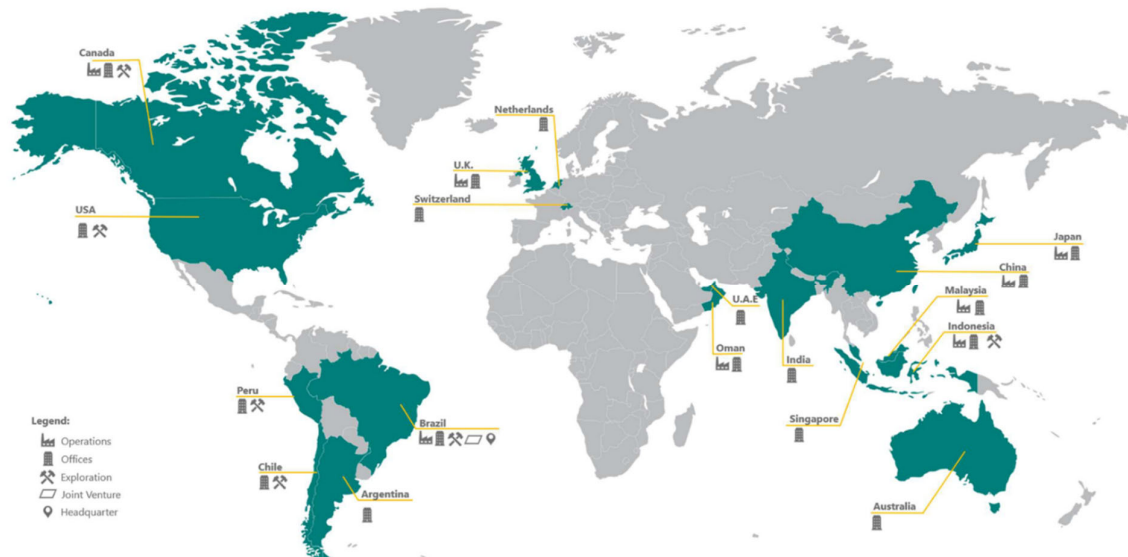 Canada
Netherlands
U.K.
Switzerland
USA
Japan
China
Malaysia
U.A.E
Indonesia
Oman
India
Peru
Singapore
Brazil
Legend:
Operations
Offices
Exploration
Joint Venture
Headquarter
Chile
Argentina
Australia